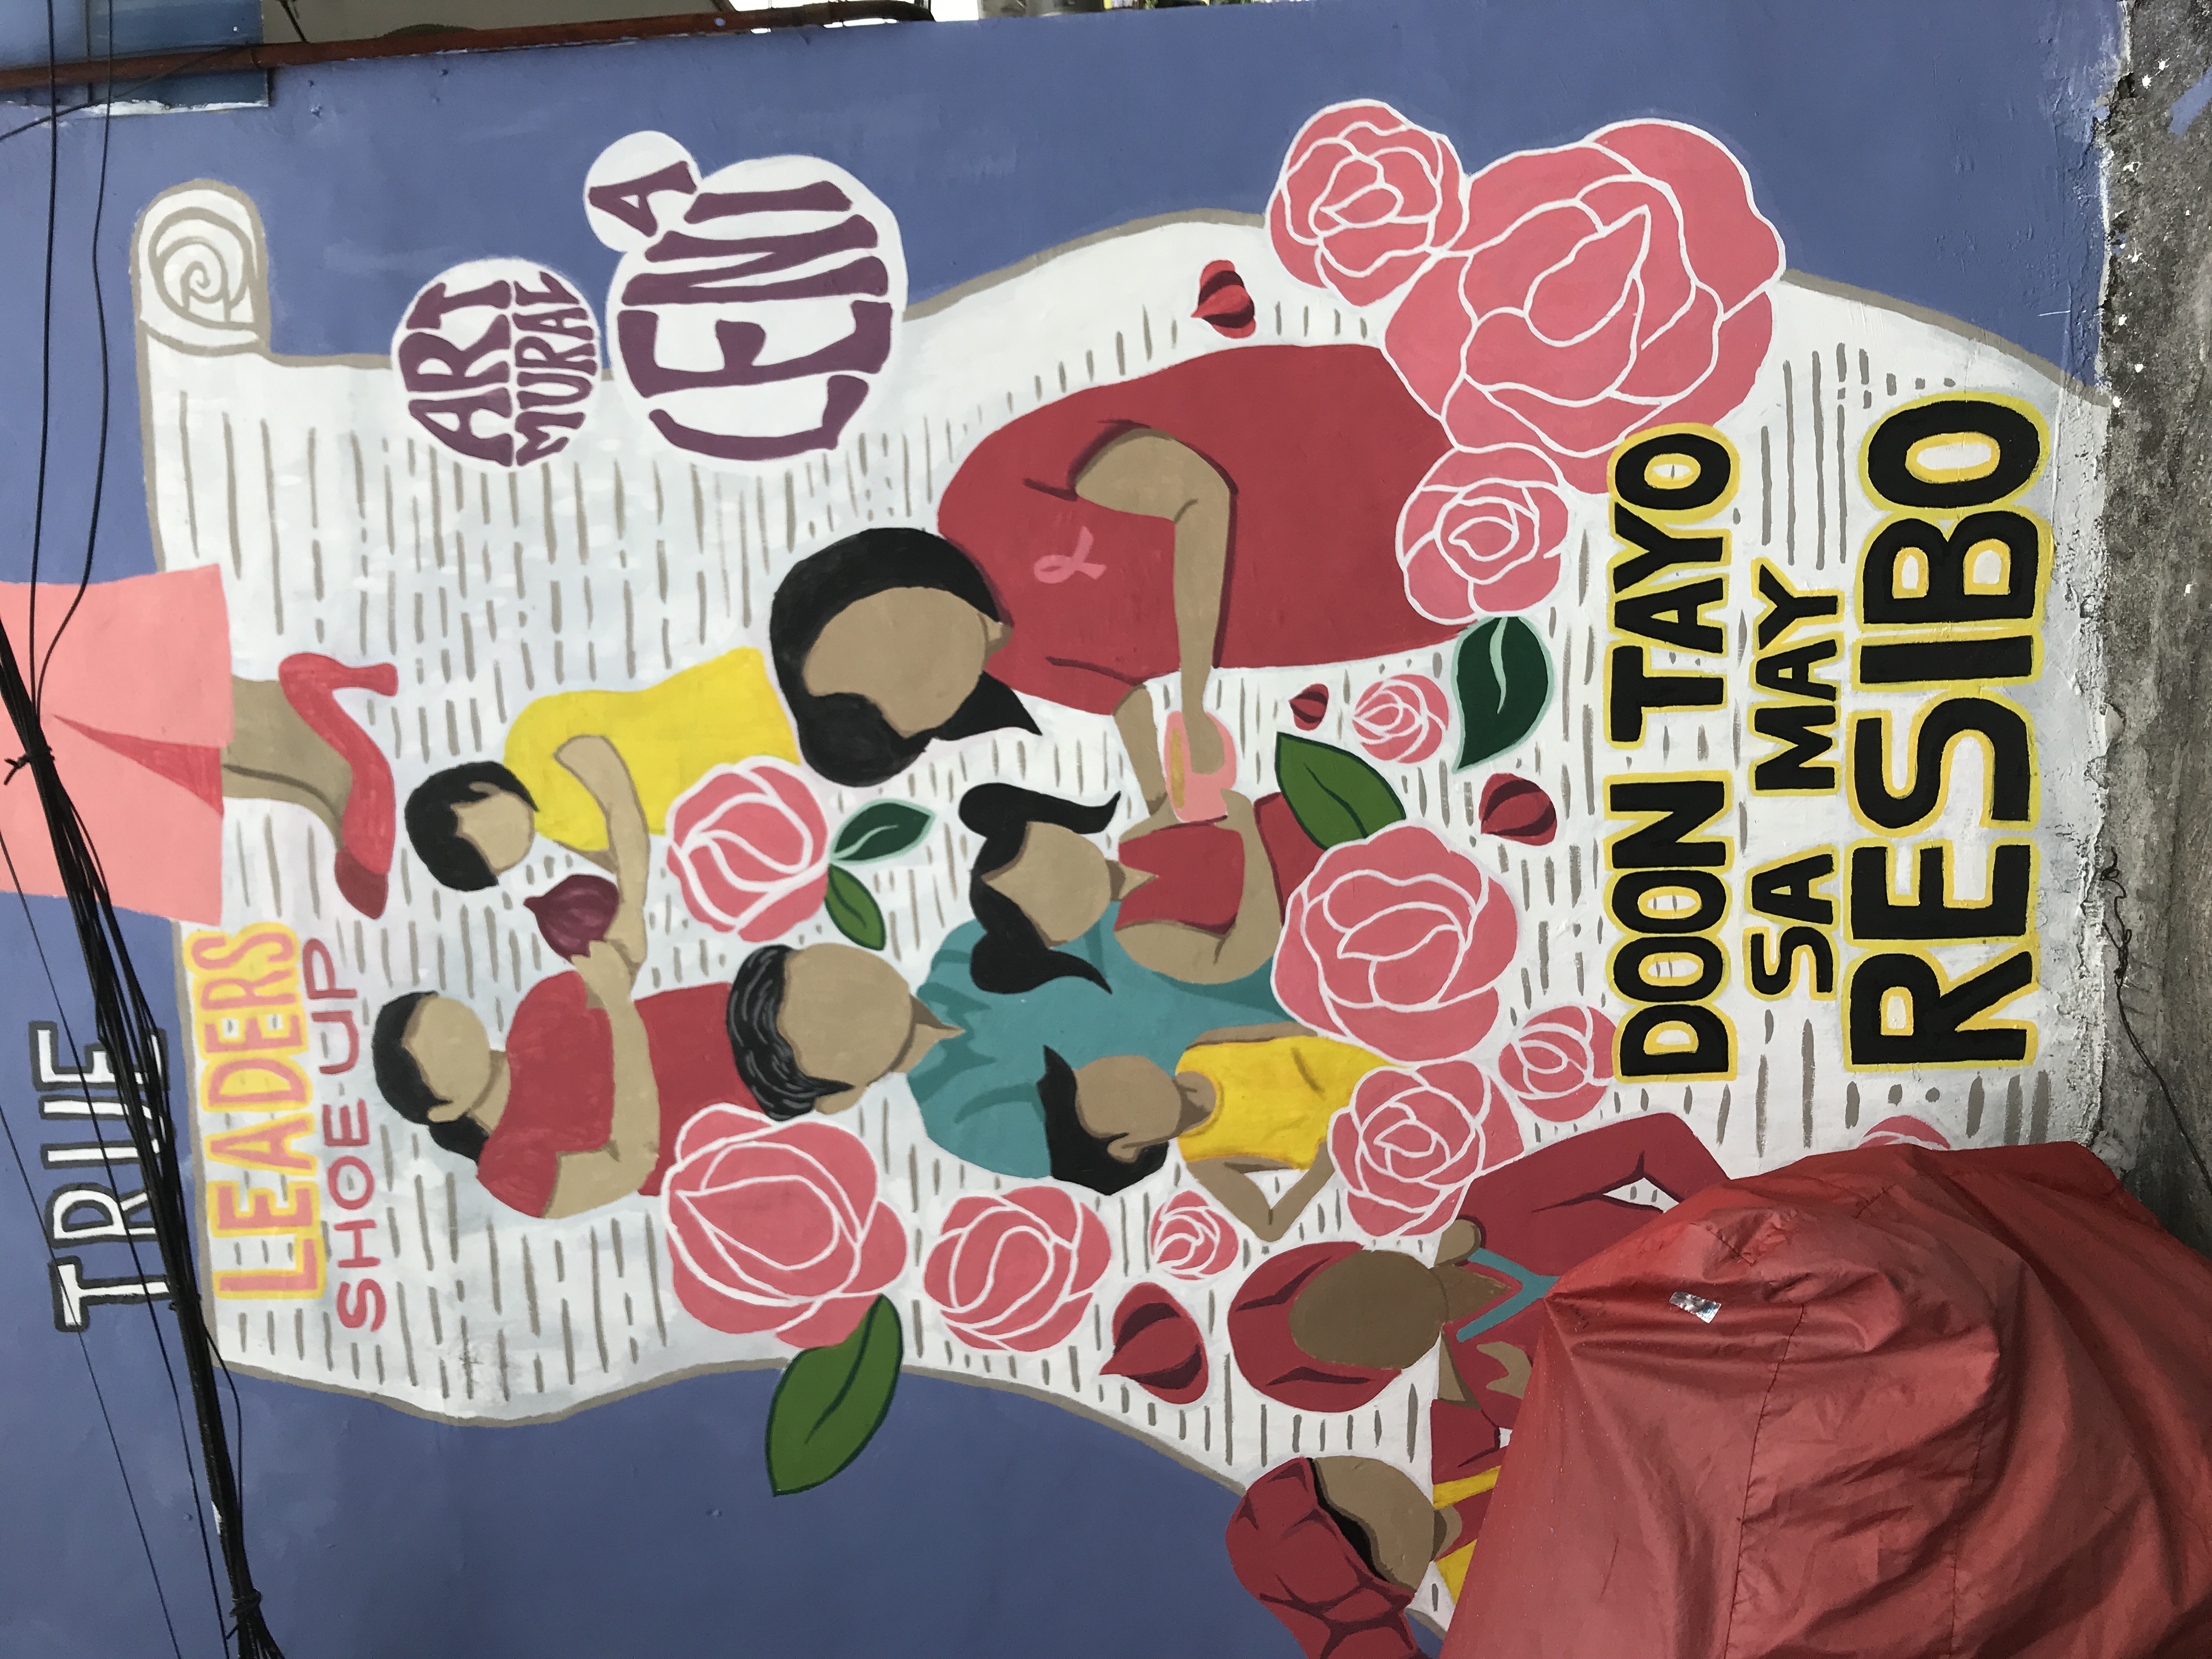 TRUE
LEADERS
SHOE UP
ART
MURAL
A
LENi
DOON TAYO
SA MAY
RESIBO